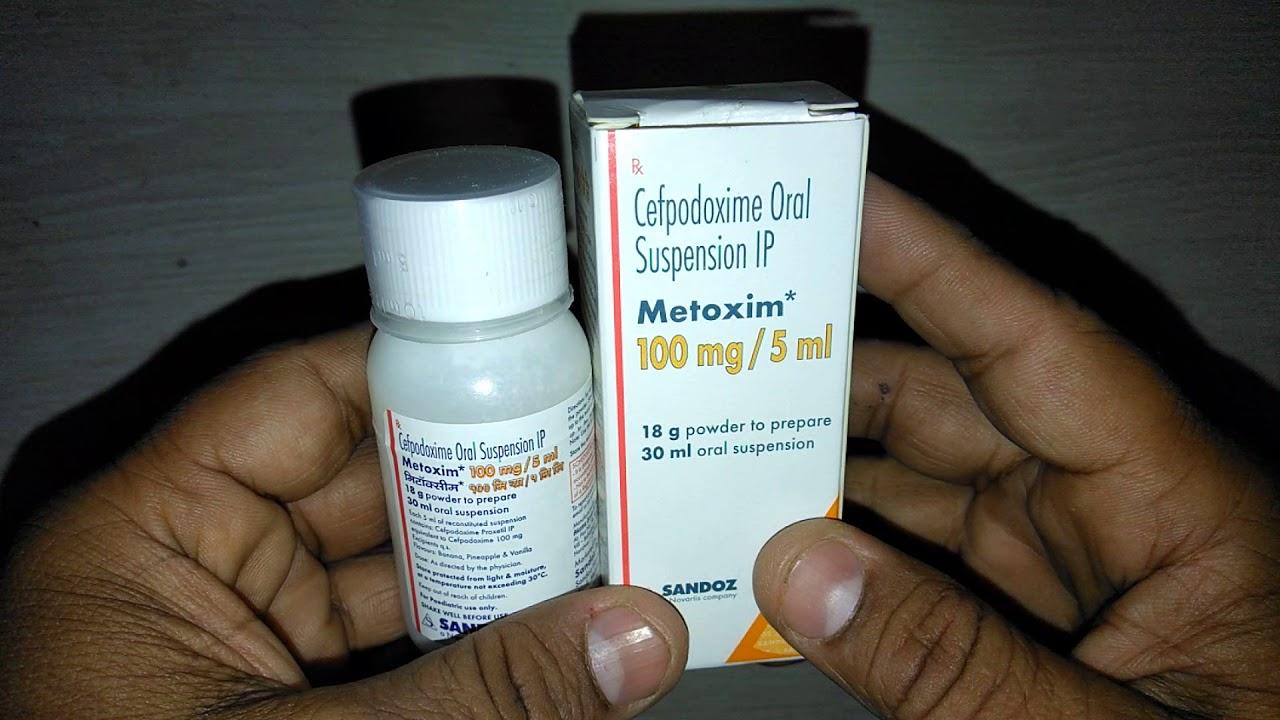 Rx
Cefpodoxime Oral
Suspension IP
Metoxim*
100 mg/5 ml
18 g powder to prepare
30 ml oral suspension
SANDOZ
a Novartis company
Rx
Cefpodoxime Oral Suspension IP
Metoxim* 100 mg/5 ml
मिटॉक्सीम*
18 g powder to prepare
30 ml oral suspension
Each 5 ml of reconstituted suspension
contains: Cefpodoxime Proxetil IP
equivalent to Cefpodoxime 100 mg
Excipients q.s.
Flavours: Banana, Pineapple & Vanilla
Dose: As directed by the physician.
Store protected from light & moisture,
at a temperature not exceeding 30°C.
Keep out of reach of children.
For Paediatric use only.
SHAKE WELL BEFORE USE